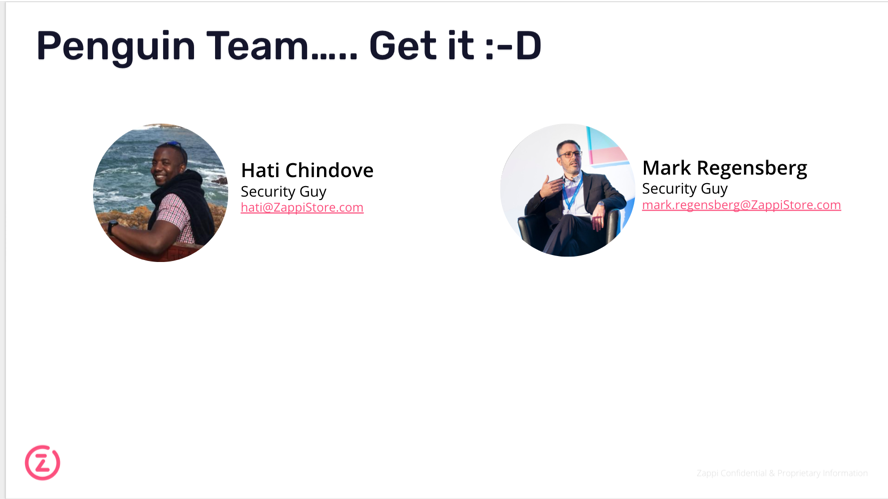 Penguin Team..... Get it :-D
Hati Chindove
Security Guy
hati@ZappiStore.com
Mark Regensberg
Security Guy
mark.regensberg@ZappiStore.com
Z
Zappi Confidential & Proprietary Information